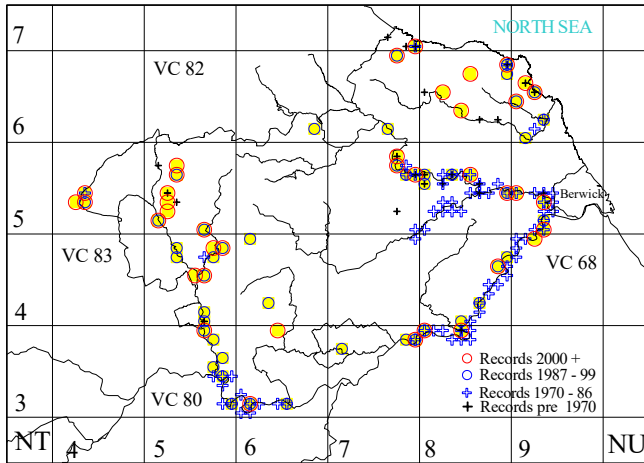 NORTH SEA
7
VC 82
6
Berwick
5
VC 83
VC 68
4
Records 2000 +
Records 1987 - 99
Records 1970 - 86
VC 80
Records pre 1970
3
NT 4 5 6 7 8 9 NU